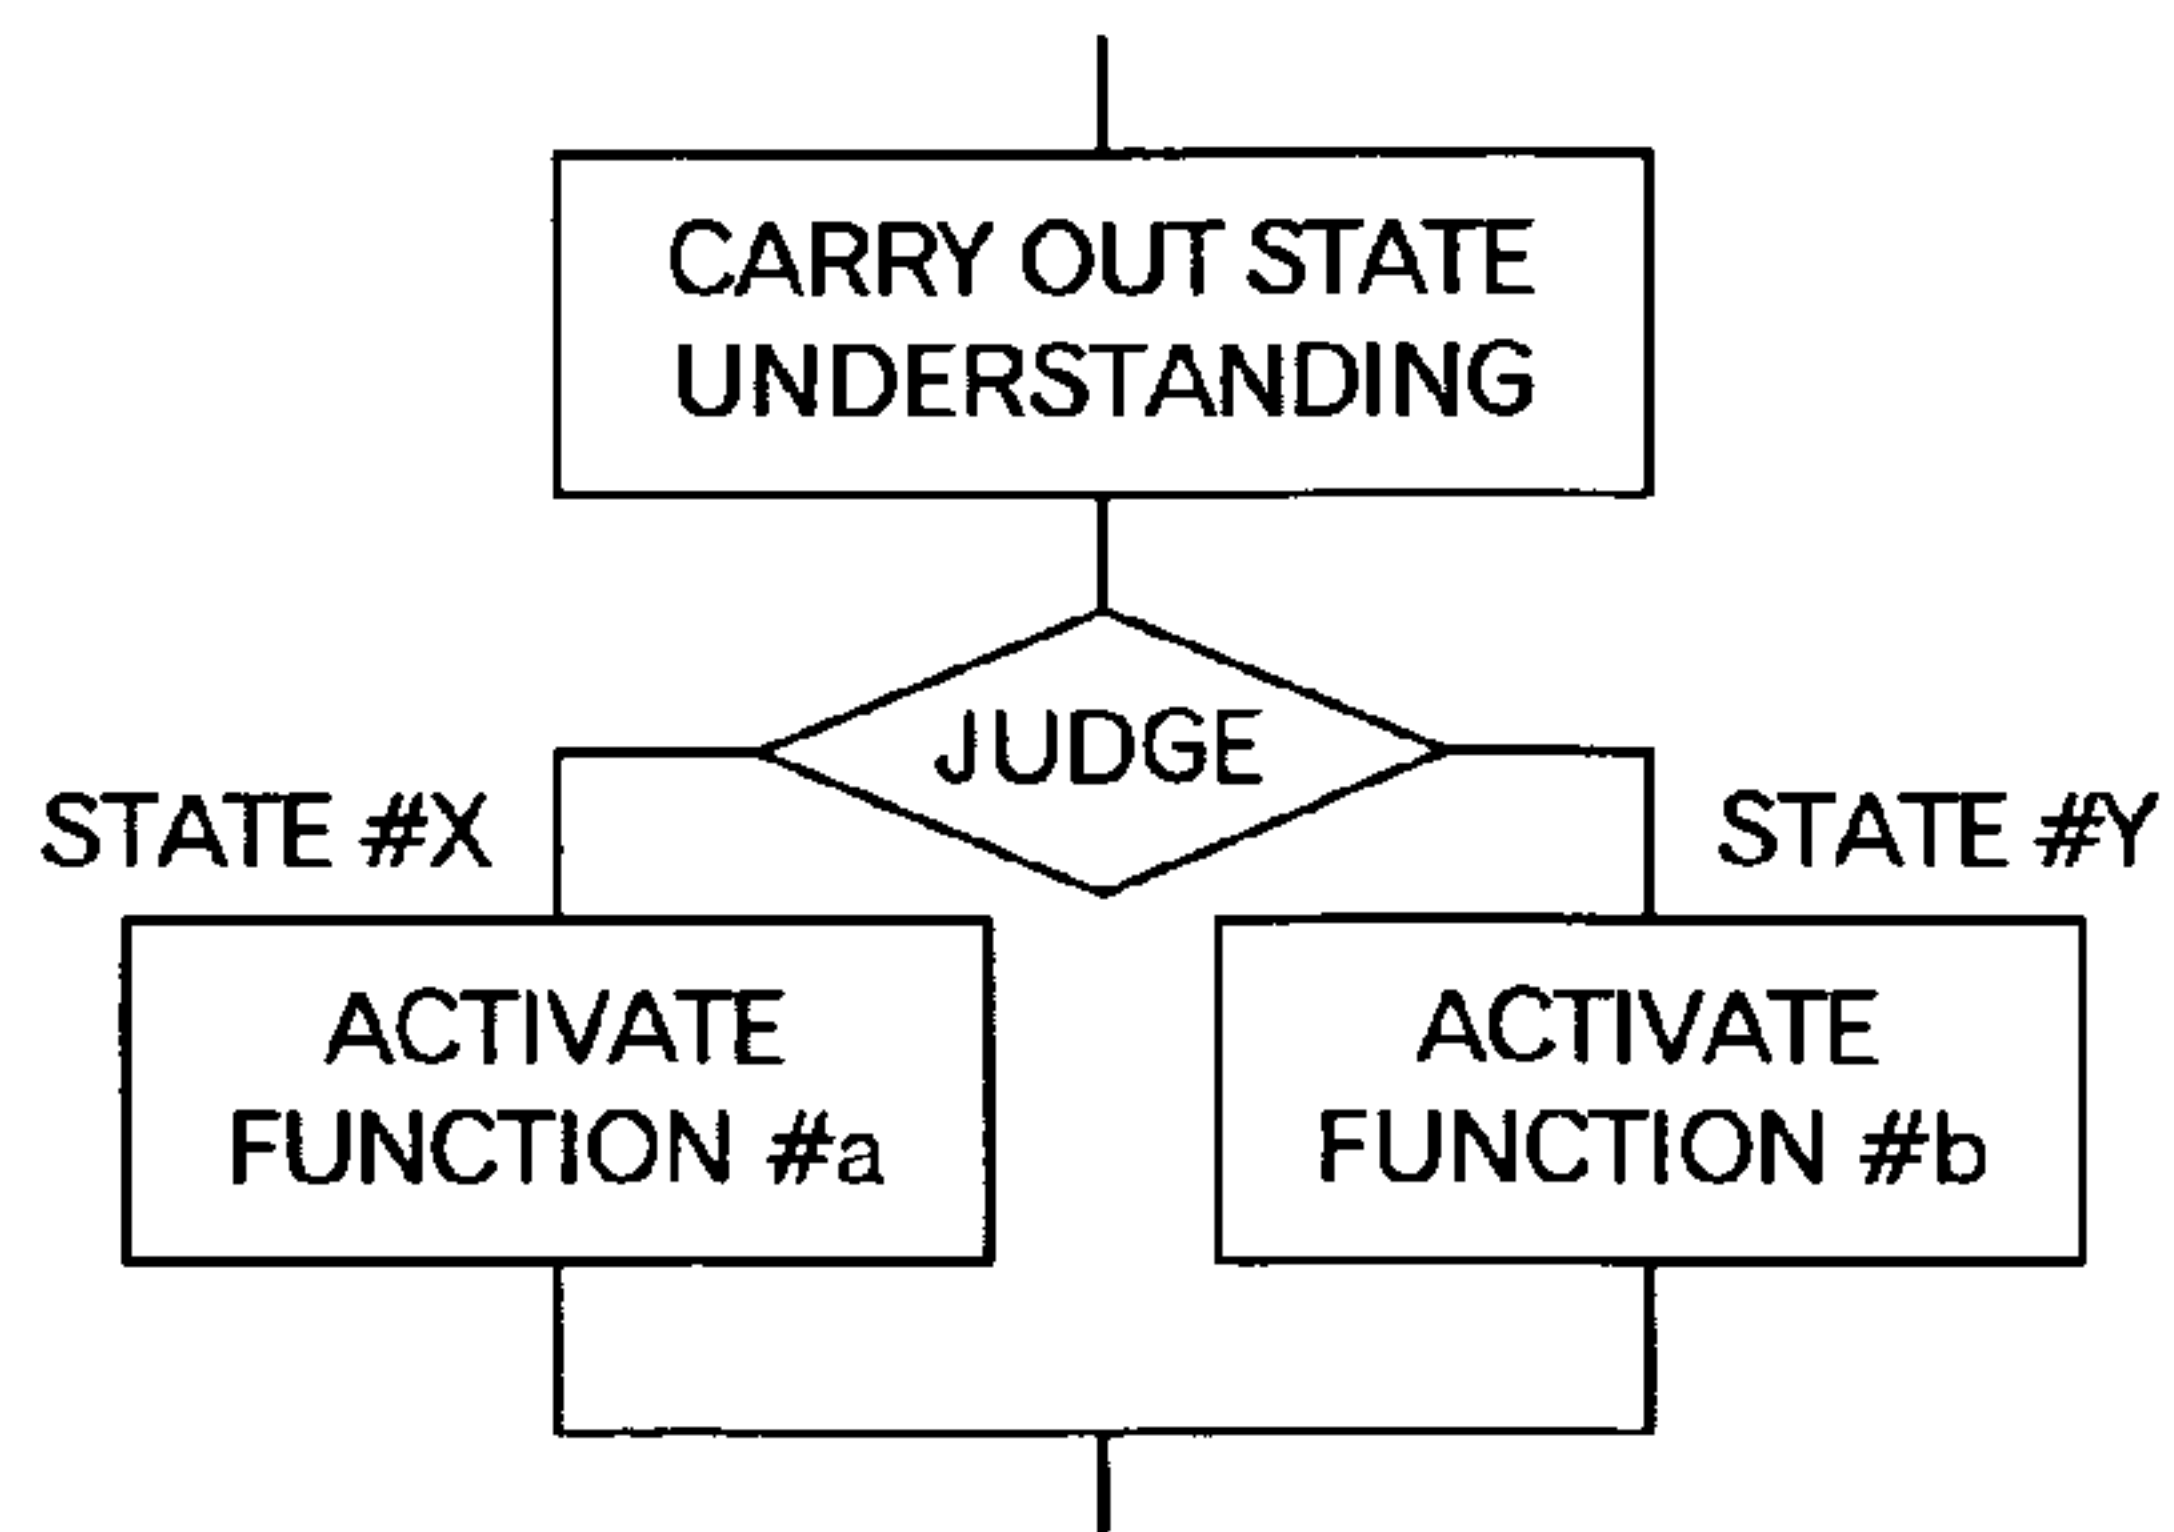 CARRY OUT STATE
UNDERSTANDING
JUDGE
STATE #X
STATE #Y
ACTIVATE
FUNCTION #a
ACTIVATE
FUNCTION #b